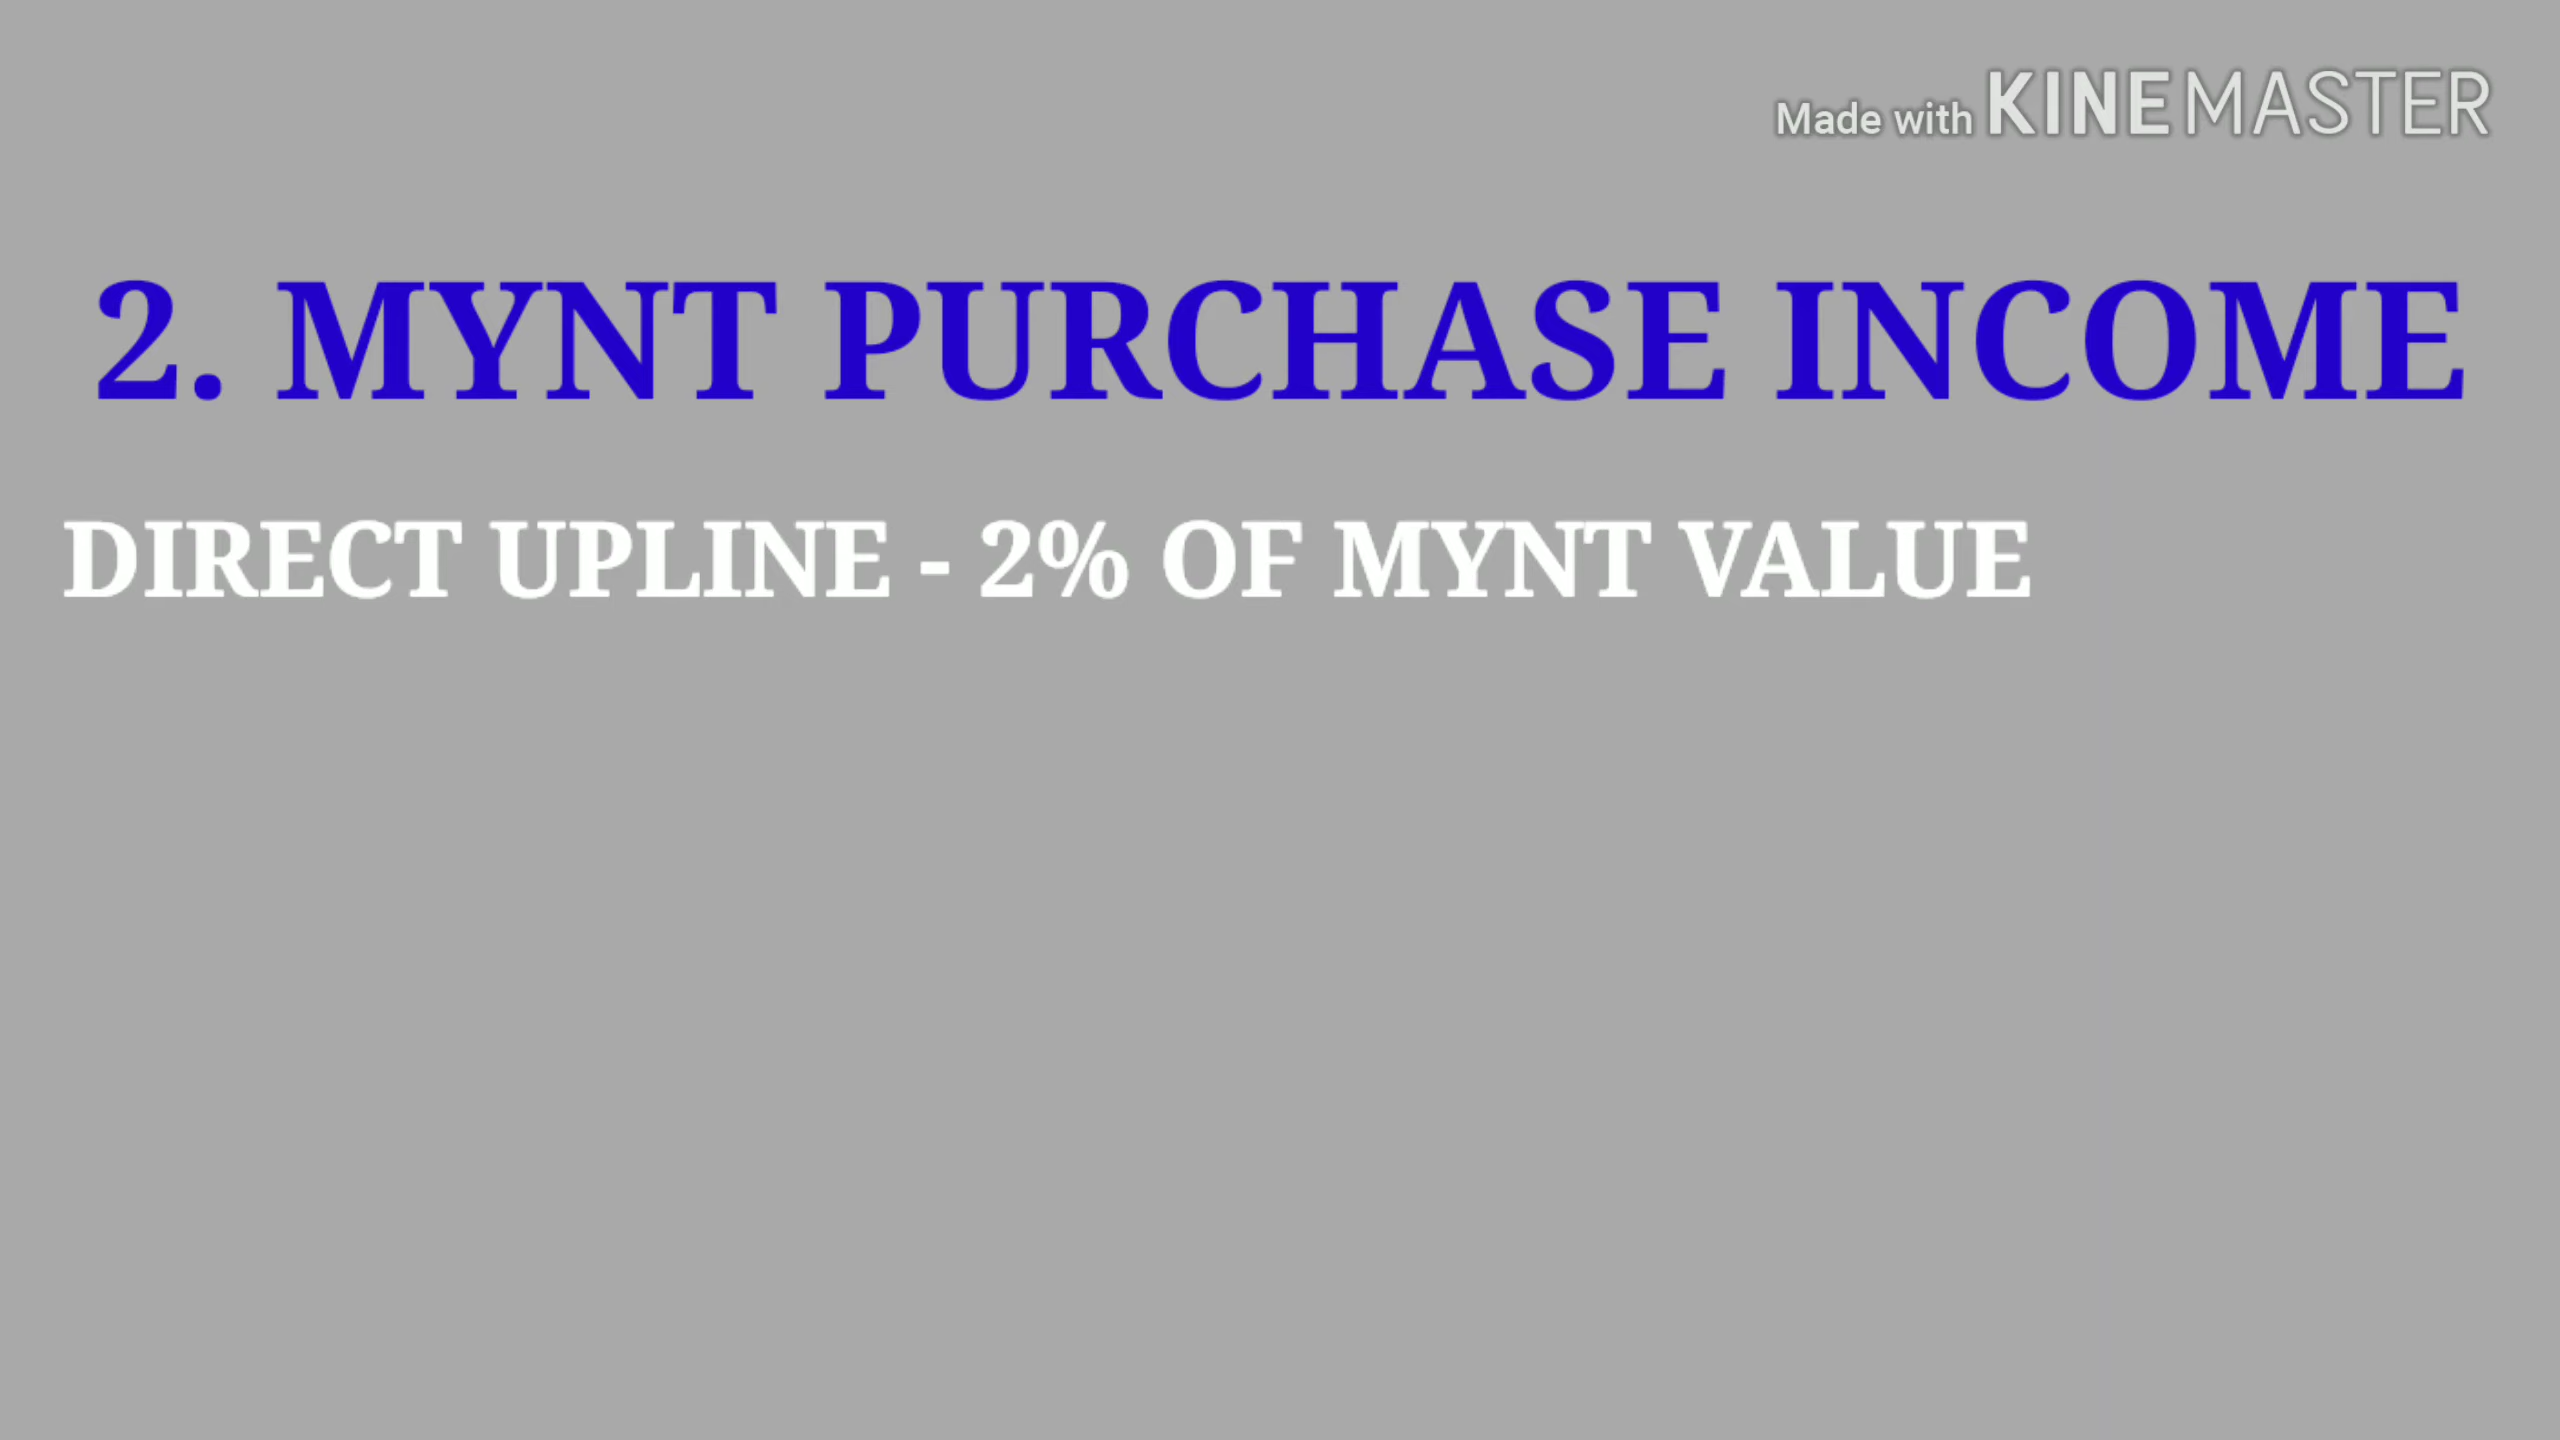 Made with KINEMASTER
2. MYNT PURCHASE INCOME
DIRECT UPLINE - 2% OF MYNT VALUE